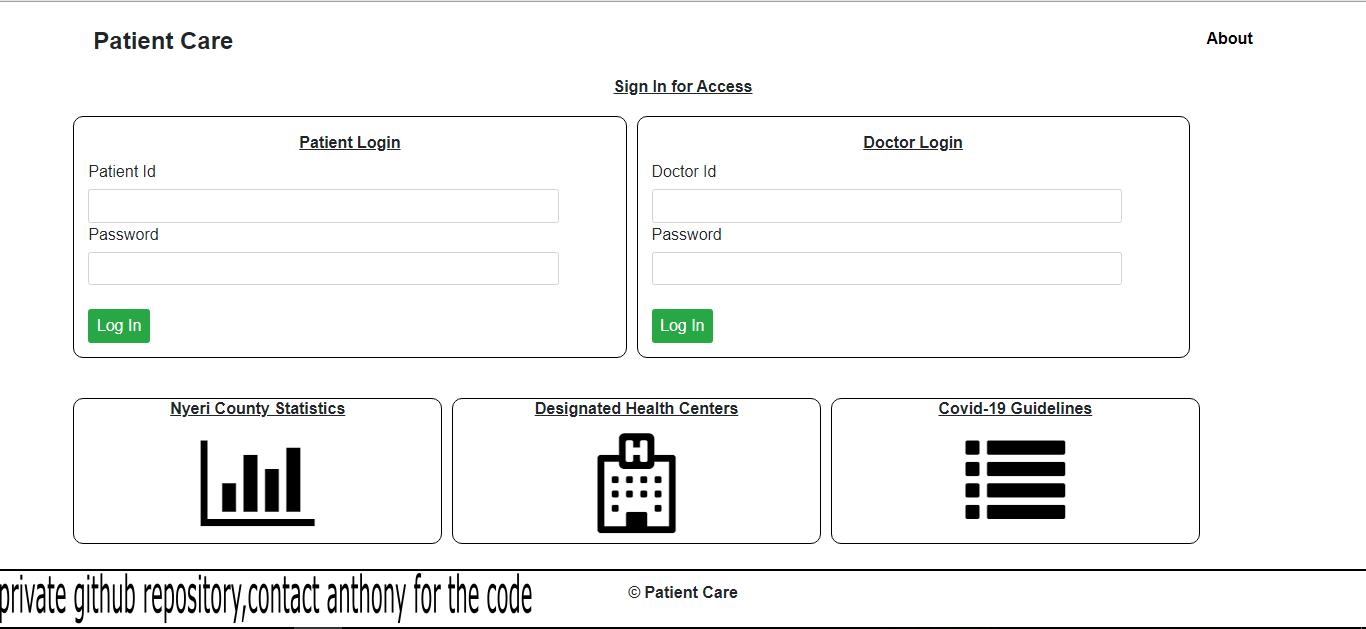 Patient Care
About
Sign In for Access
Patient Login
Patient Id
Password
Log In
Doctor Login
Doctor Id
Password
Log In
Nyeri County Statistics
Designated Health Centers
H
Covid-19 Guidelines
private github repository,contact anthony for the code
© Patient Care